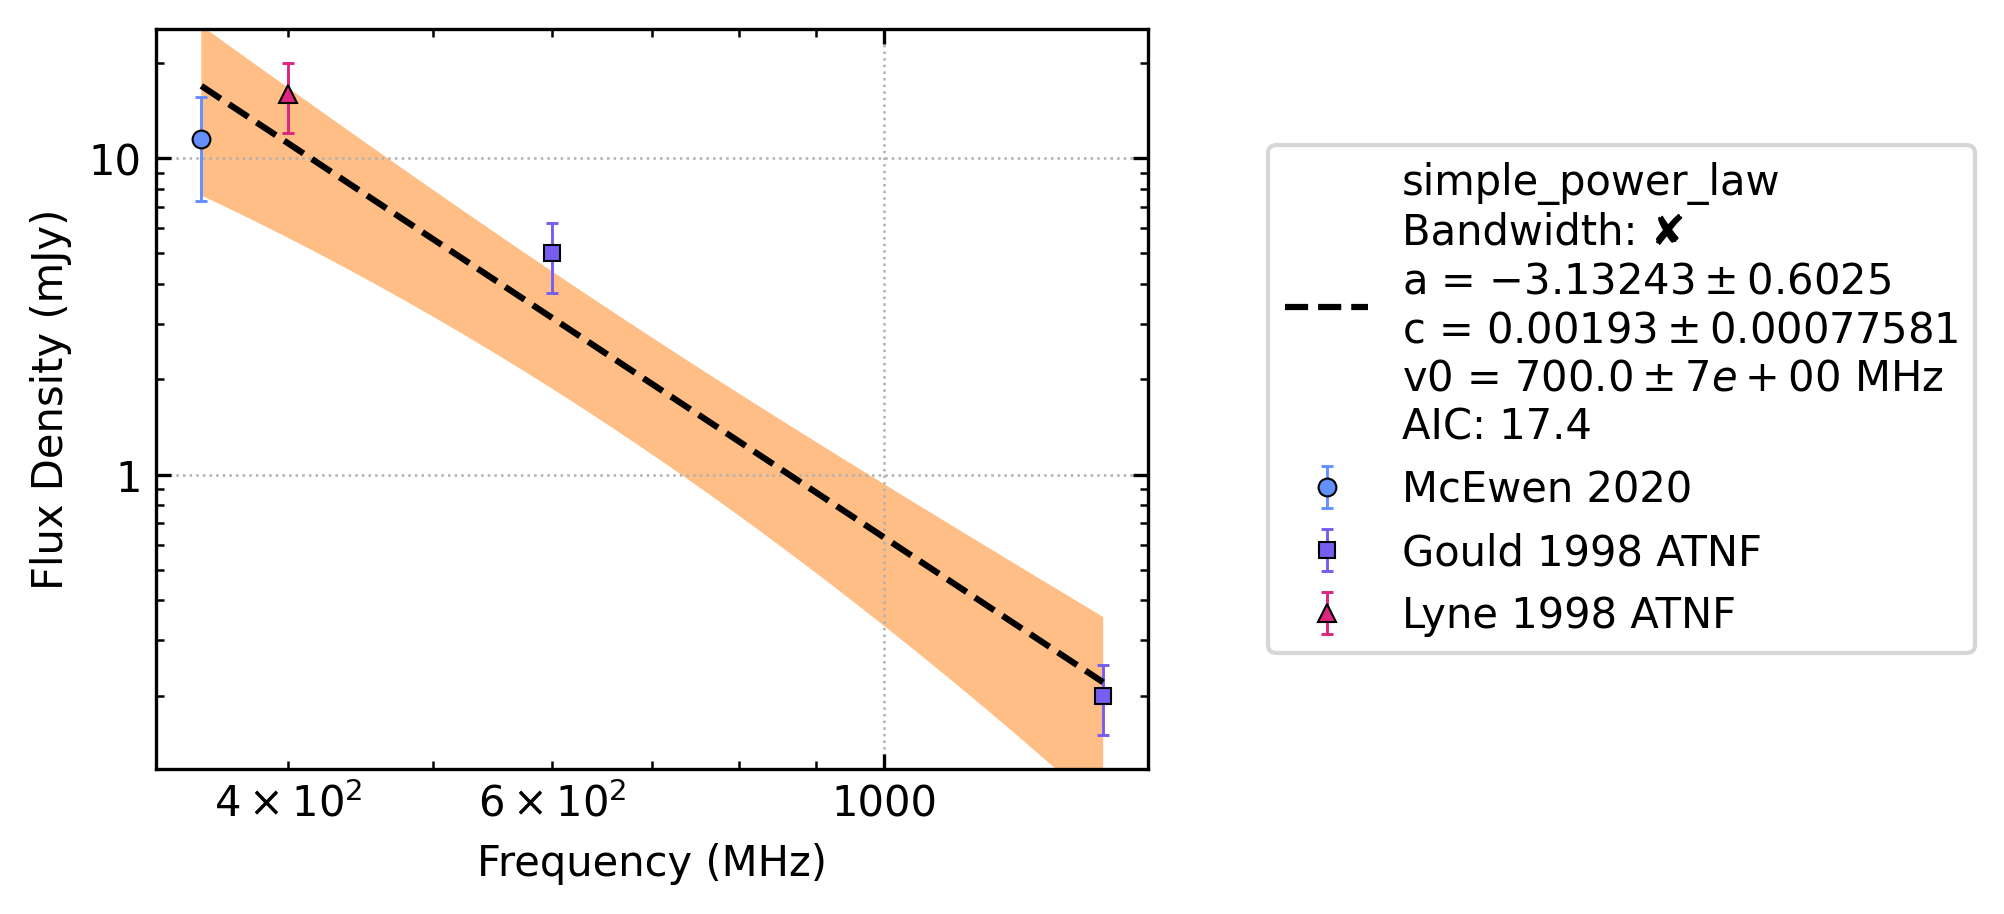 10
1
Flux Density (mJy)
4 × 10²
6 × 10²
1000
Frequency (MHz)
simple_power_law
Bandwidth: ✘
a = −3.13243 ± 0.6025
c = 0.00193 ± 0.00077581
v0 = 700.0 ± 7e + 00 MHz
AIC: 17.4
McEwen 2020
Gould 1998 ATNF
Lyne 1998 ATNF